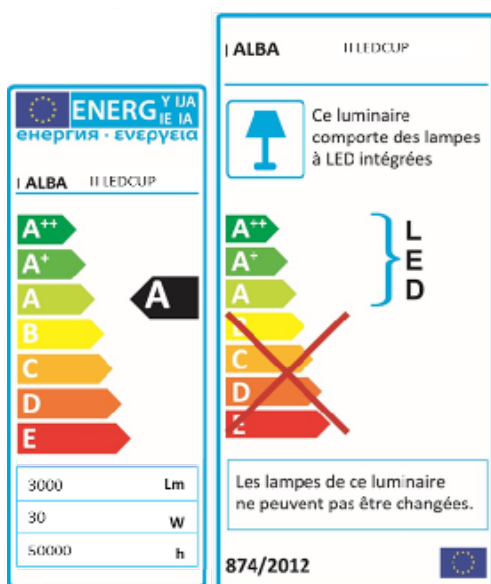 ENERG Y IJA
IE IA
енергия · ενεργεια
I ALBA II LEDCUP
A++
A+
A
B
C
D
E
A
3000 Lm
30 W
50000 h
I ALBA II LEDCUP
Ce luminaire
comporte des lampes
à LED intégrées
A++
A+
A
B
C
D
E
L
E
D
Les lampes de ce luminaire
ne peuvent pas être changées.
874/2012